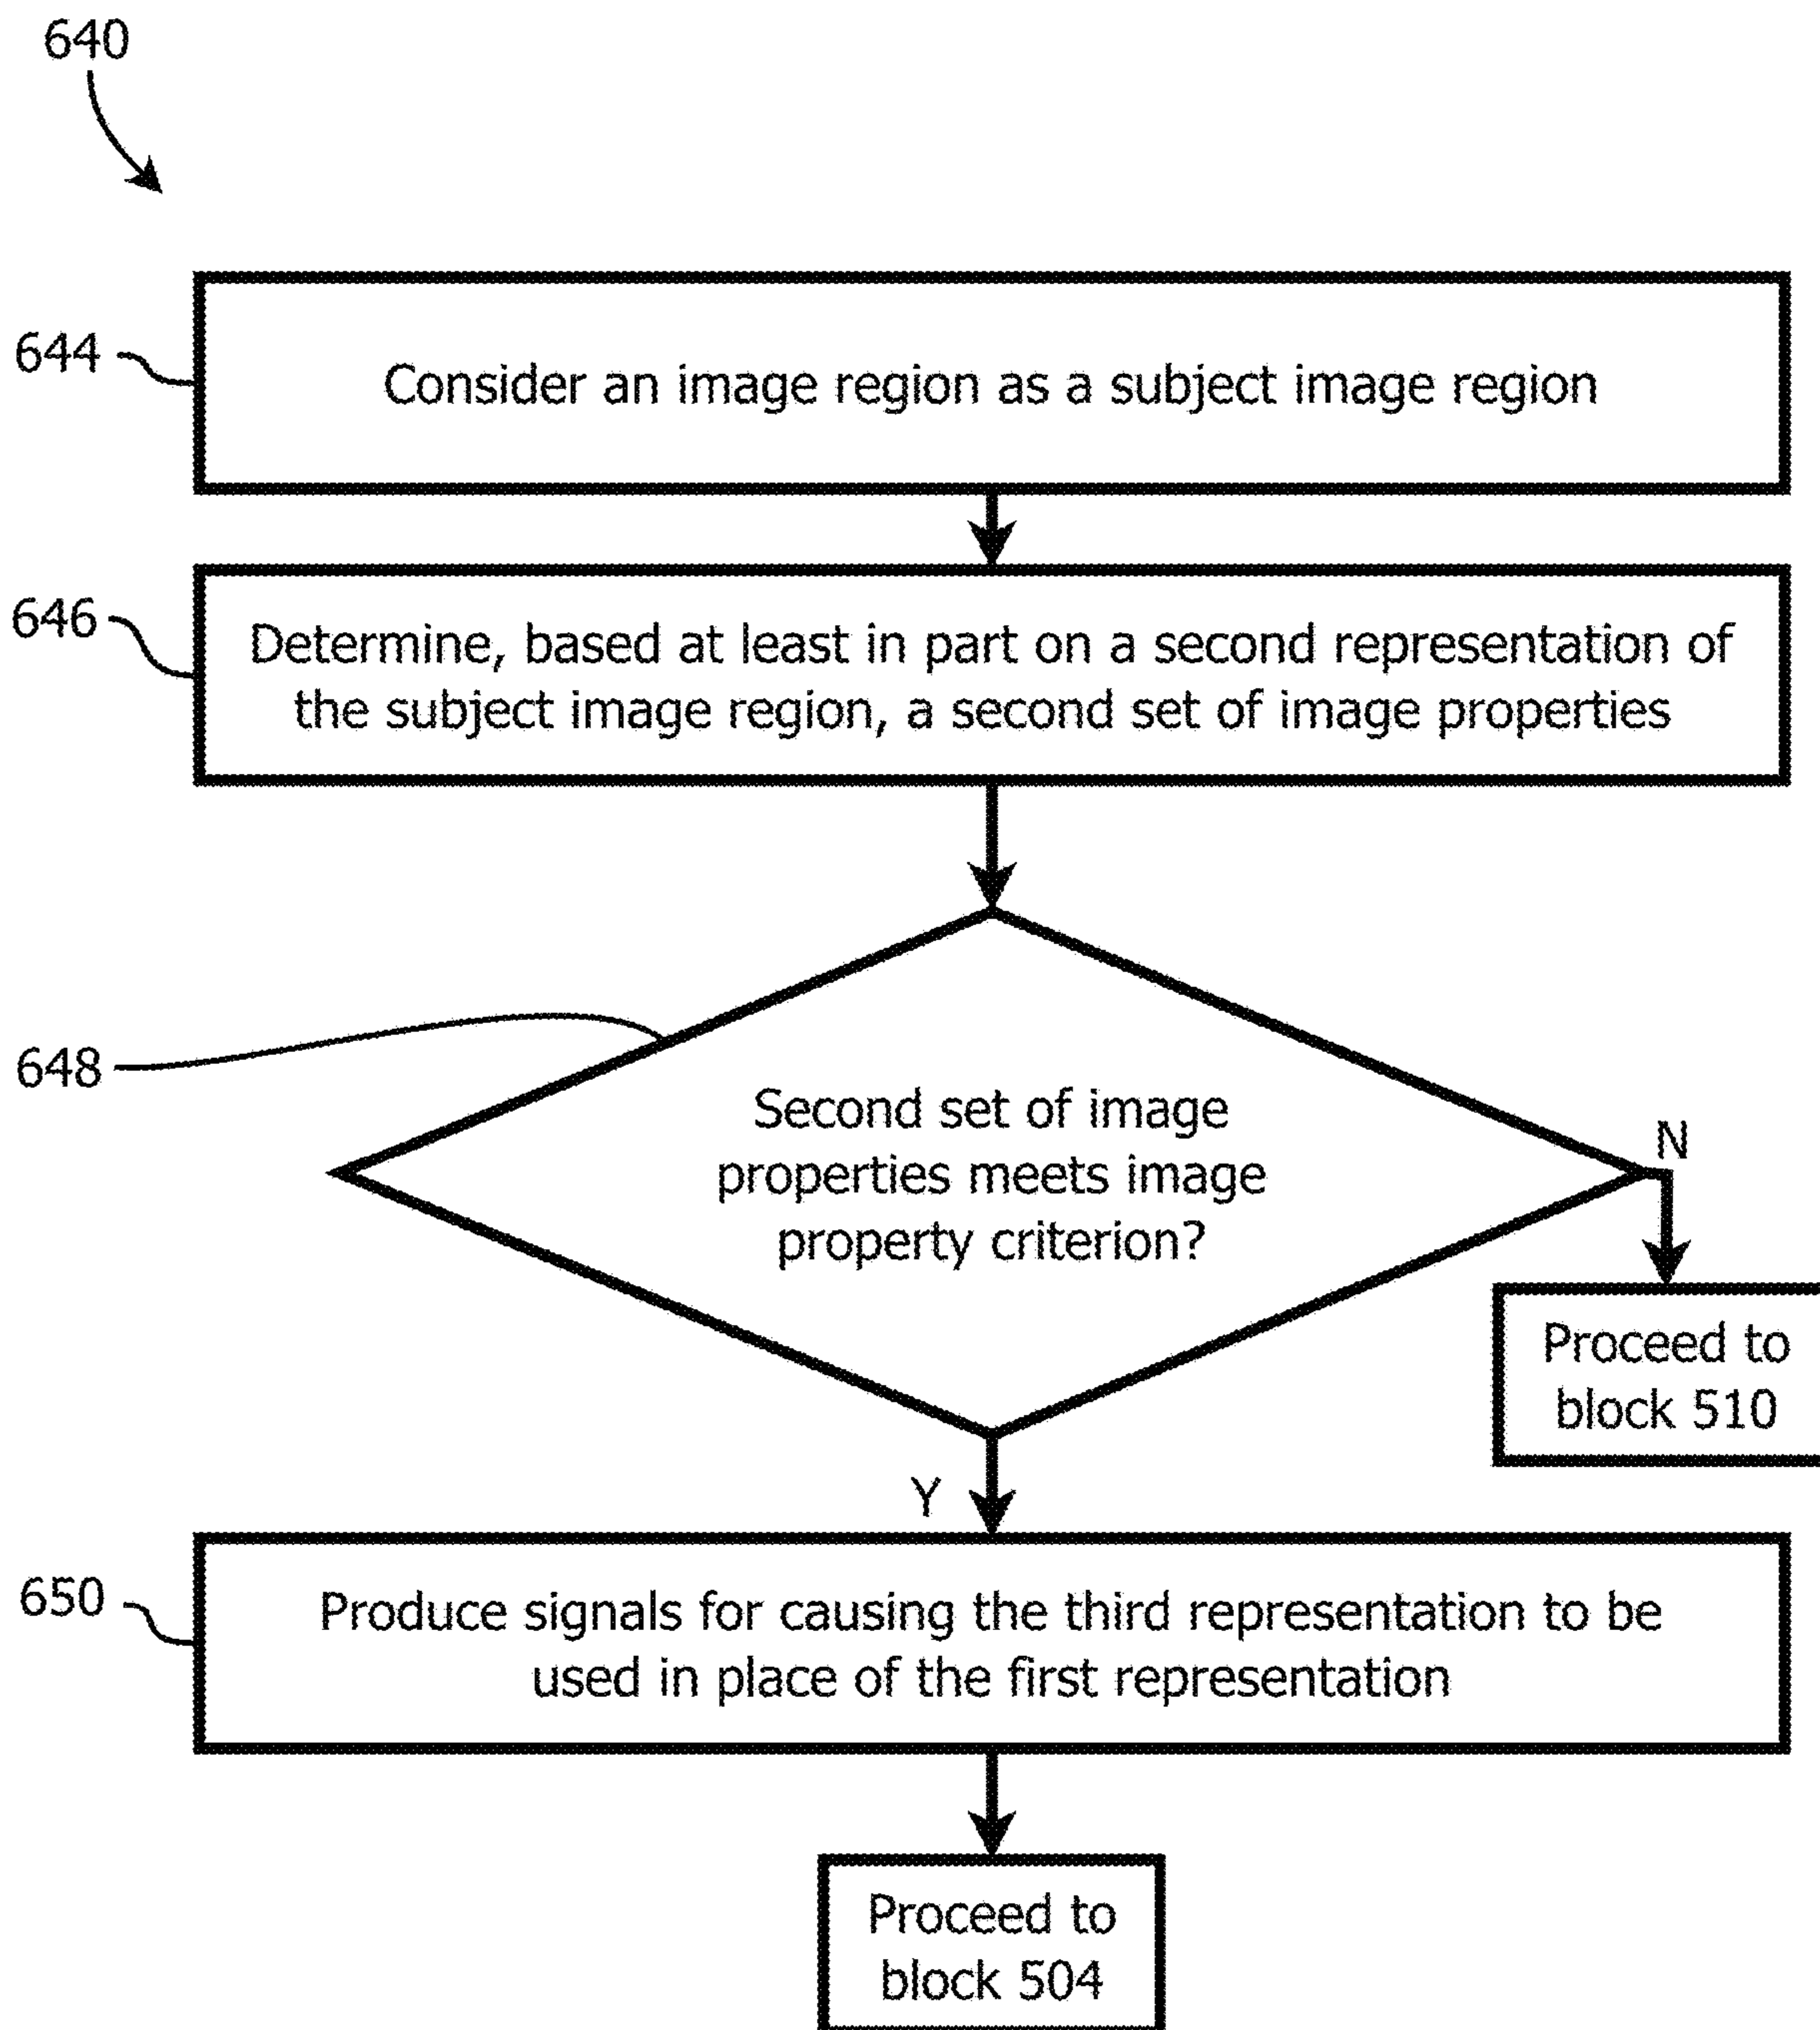 640
644
Consider an image region as a subject image region
646
Determine, based at least in part on a second representation of
the subject image region, a second set of image properties
648
Second set of image
properties meets image
property criterion?
N
Proceed to
block 510
Y
650
Produce signals for causing the third representation to be
used in place of the first representation
Proceed to
block 504